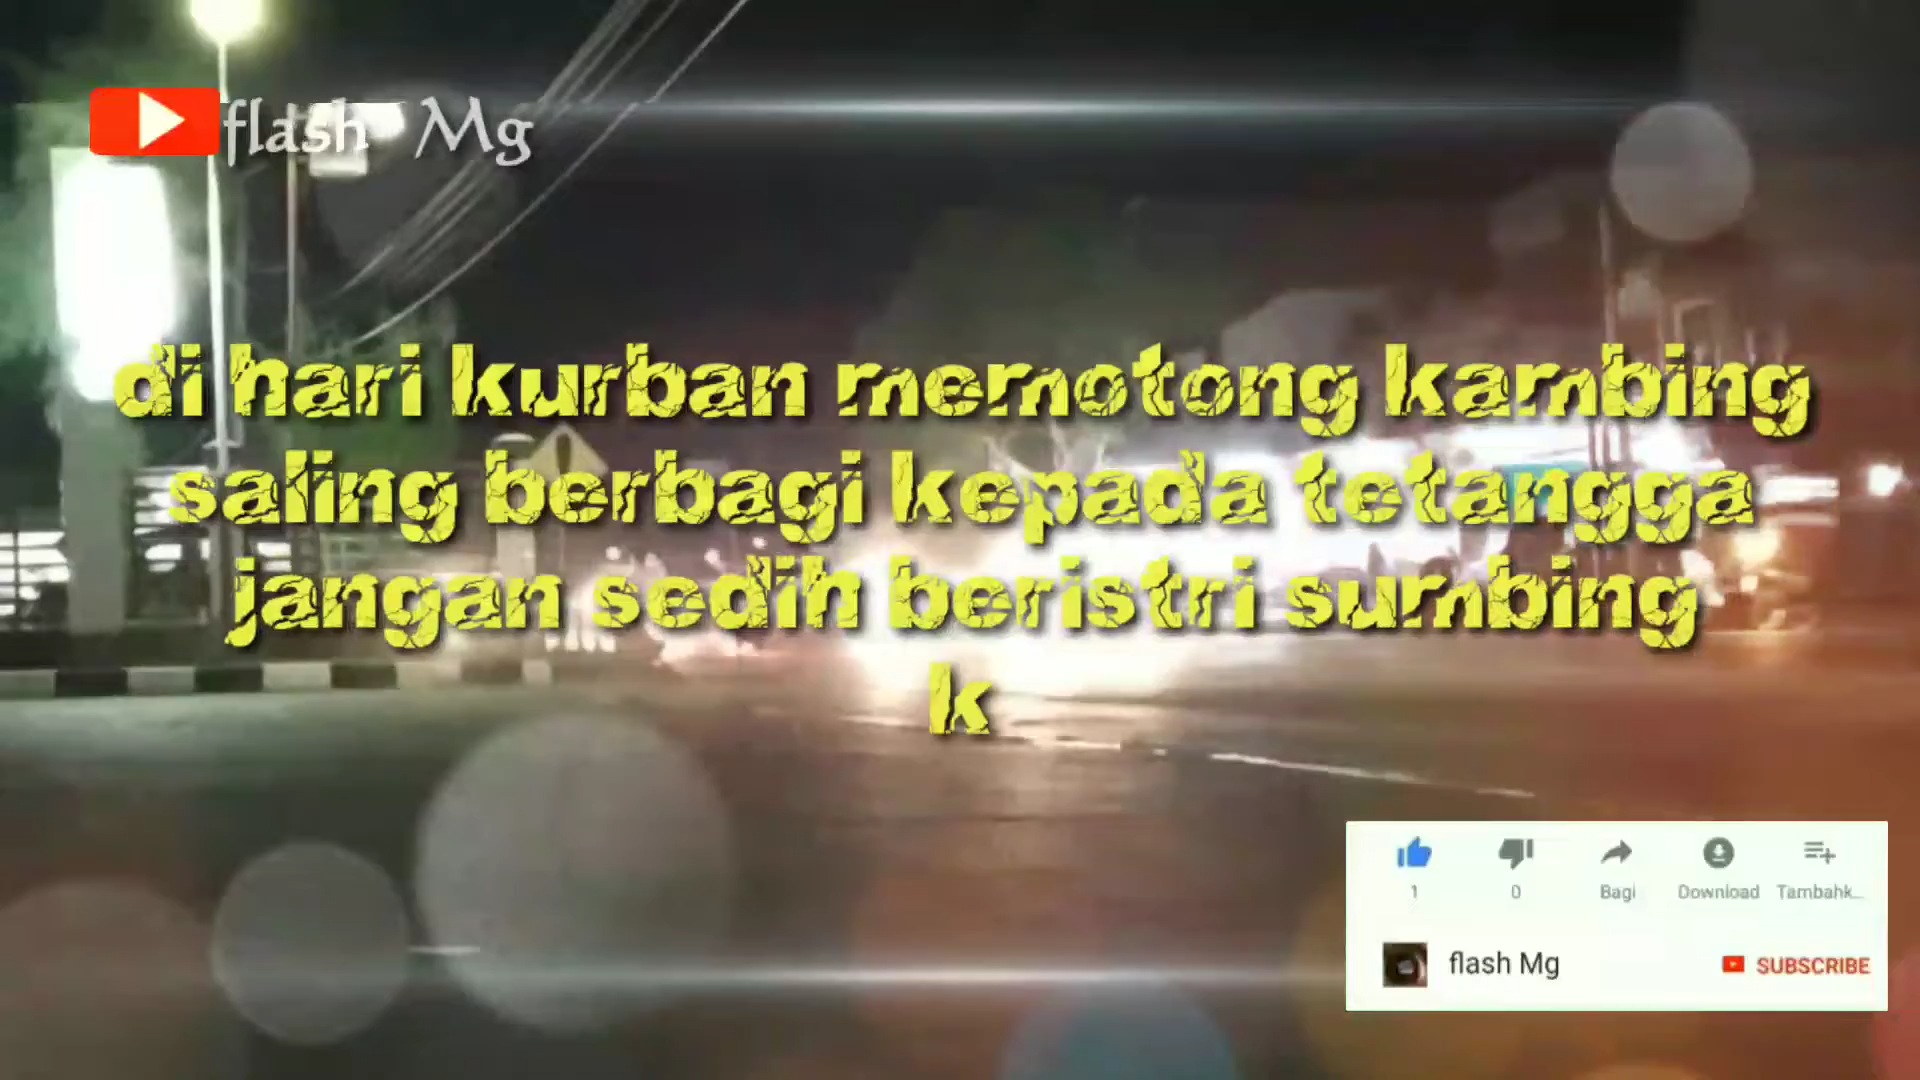 flash Mg
di hari kurban memotong kambing
saling berbagi kepada tetangga
jangan sedih beristri sumbing
k
1 0 Bagi Download Tambahk...
flash Mg SUBSCRIBE